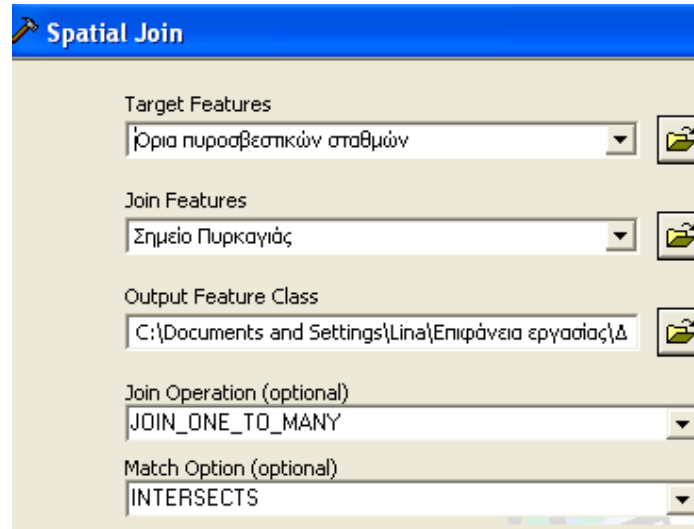 Spatial Join
Target Features
Όρια πυροσβεστικών σταθμών
Join Features
Σημείο Πυρκαγιάς
Output Feature Class
C:\Documents and Settings\Lina\Επιφάνεια εργασίας\Δ
Join Operation (optional)
JOIN_ONE_TO_MANY
Match Option (optional)
INTERSECTS